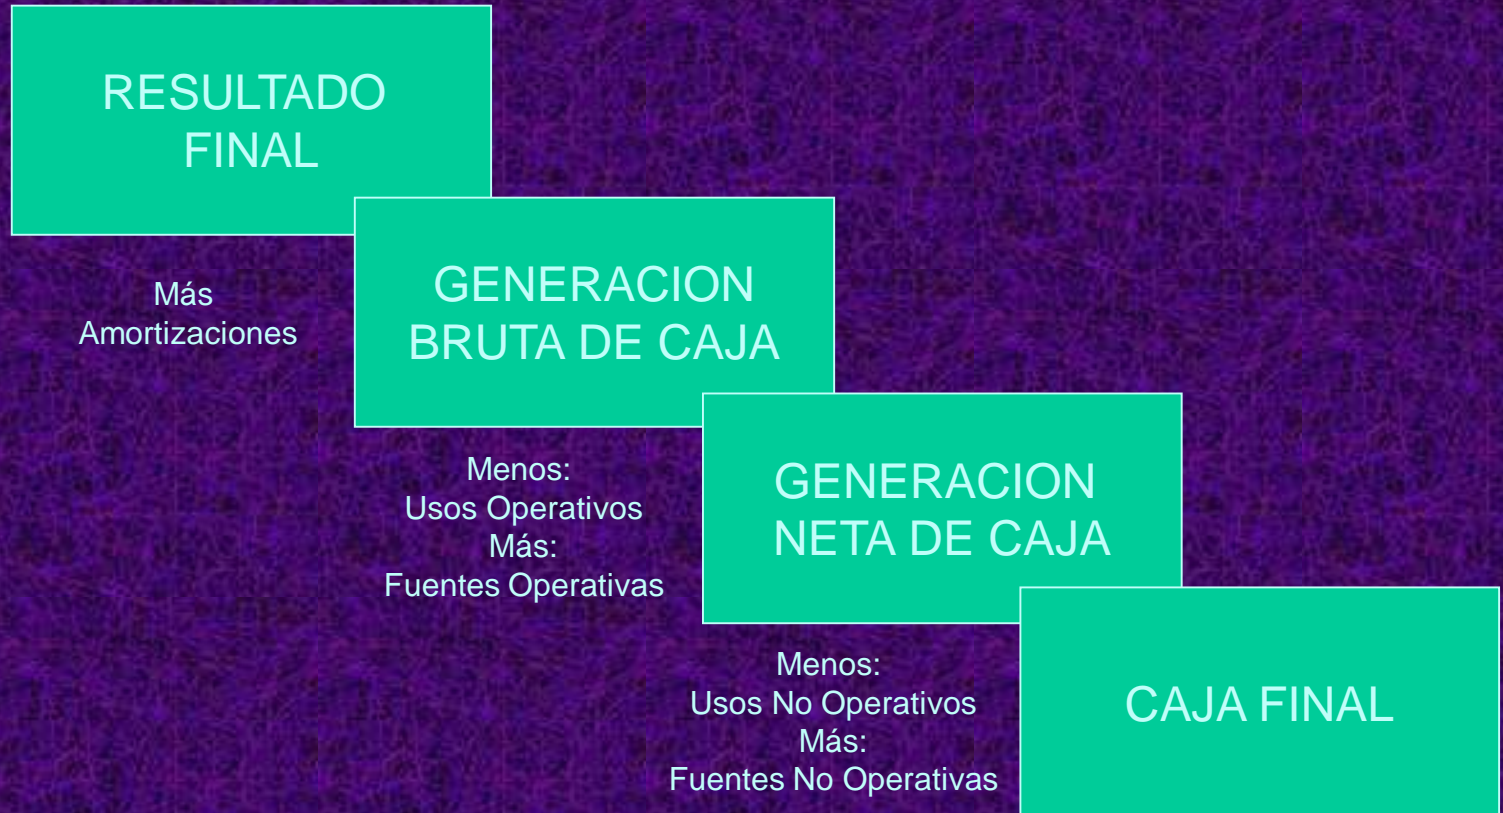 RESULTADO
FINAL
Más
Amortizaciones
GENERACION
BRUTA DE CAJA
Menos:
Usos Operativos
Más:
Fuentes Operativas
GENERACION
NETA DE CAJA
Menos:
Usos No Operativos
Más:
Fuentes No Operativas
CAJA FINAL